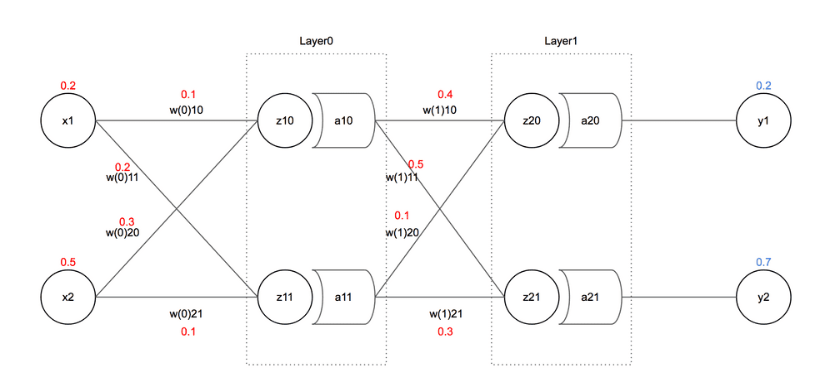 Layer0
Layer1
0.2
0.1
0.4
0.2
w(0)10
w(1)10
x1
z10
a10
z20
a20
y1
0.2
w(0)11
0.5
w(1)11
0.3
w(0)20
0.1
w(1)20
0.5
0.7
x2
z11
a11
z21
a21
y2
w(0)21
w(1)21
0.1
0.3